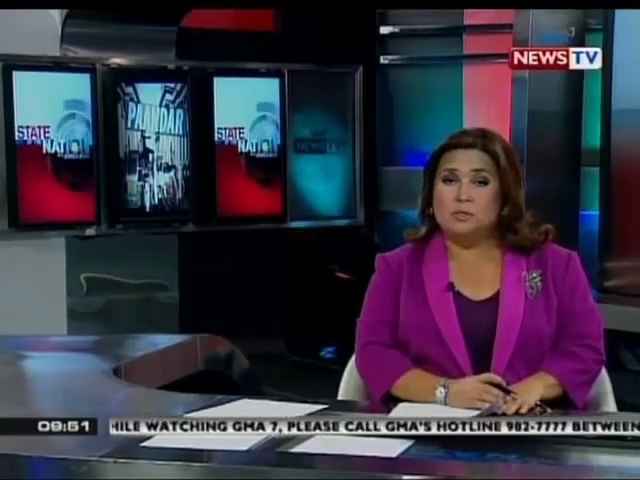 NEWSTV
STATE
NATION
PAANDAR
STATE
NATION
NEWS
09:51
HILE WATCHING GMA 7, PLEASE CALL GMA'S HOTLINE 982-7777 BETWEEN